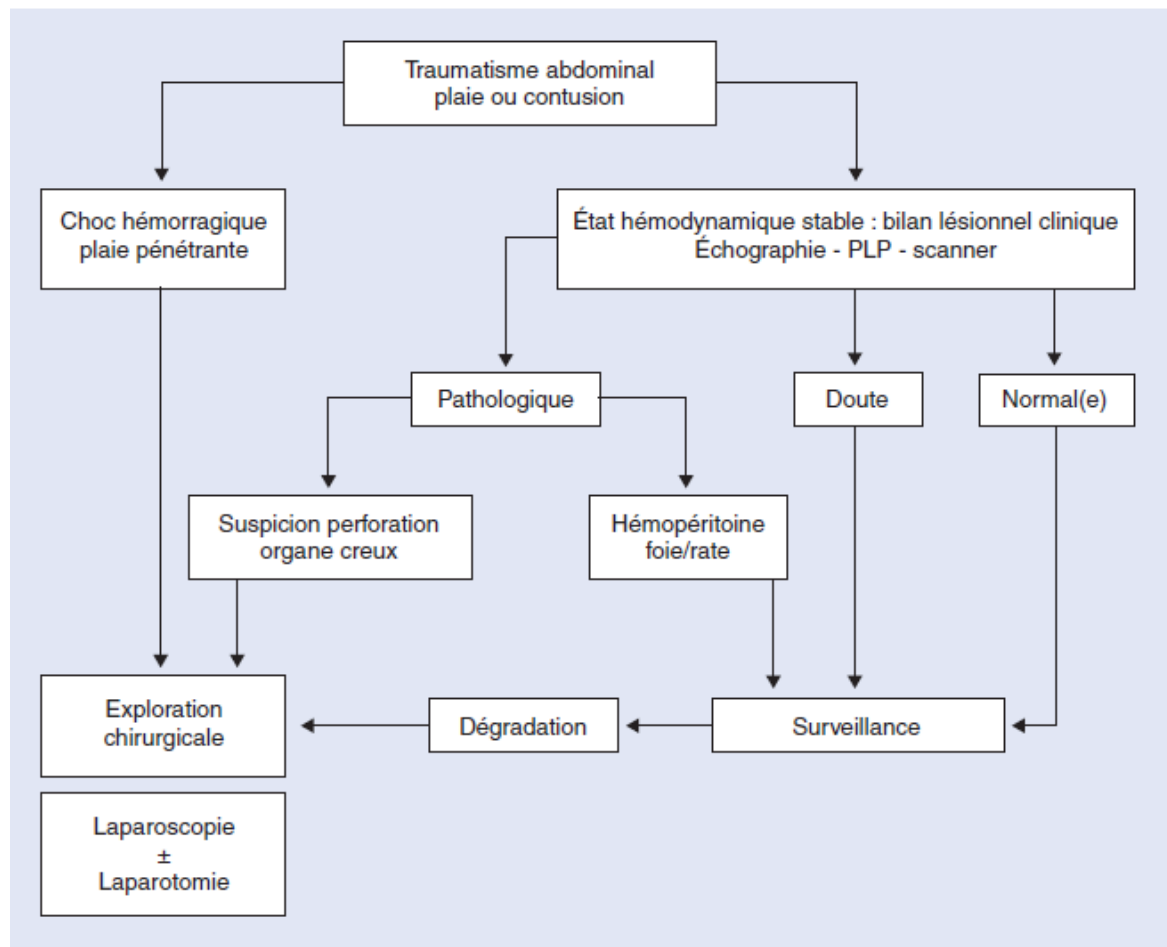 Traumatisme abdominal
plaie ou contusion
Choc hémorragique
plaie pénétrante
État hémodynamique stable : bilan lésionnel clinique
Échographie - PLP - scanner
Pathologique
Doute
Normal(e)
Suspicion perforation
organe creux
Hémopéritoine
foie/rate
Exploration
chirurgicale
Dégradation
Surveillance
Laparoscopie
±
Laparotomie